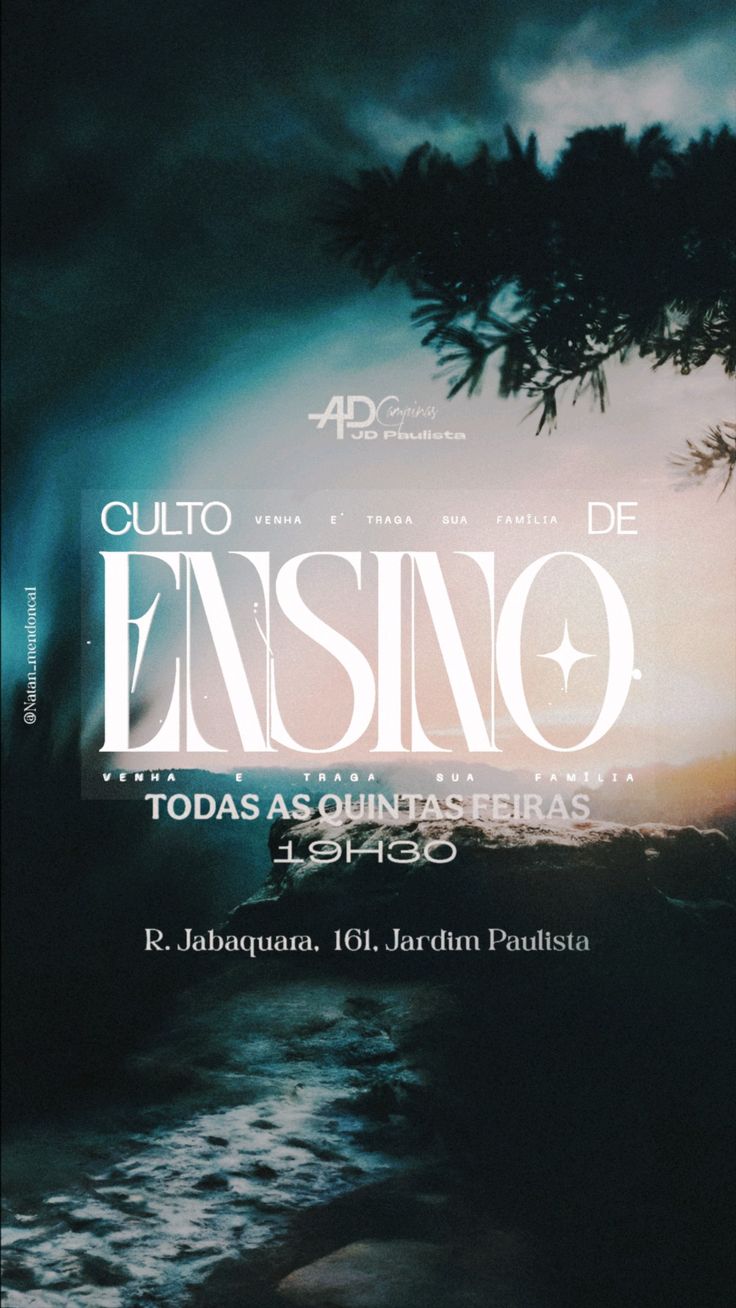 AD Campinas
JD Paulista
CULTO VENHA E TRAGA SUA FAMÍLIA DE
ENSINO
VENHA E TRAGA SUA FAMÍLIA
TODAS AS QUINTAS FEIRAS
19H30
R. Jabaquara, 161, Jardim Paulista
@Natan_mendonca1